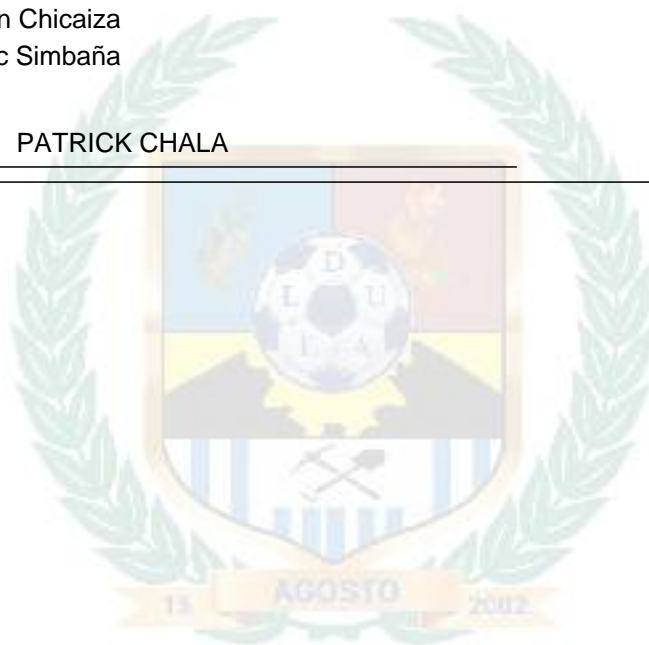 n Chicaiza
c Simbaña
PATRICK CHALA
L D U
L A
15 AGOSTO 2002